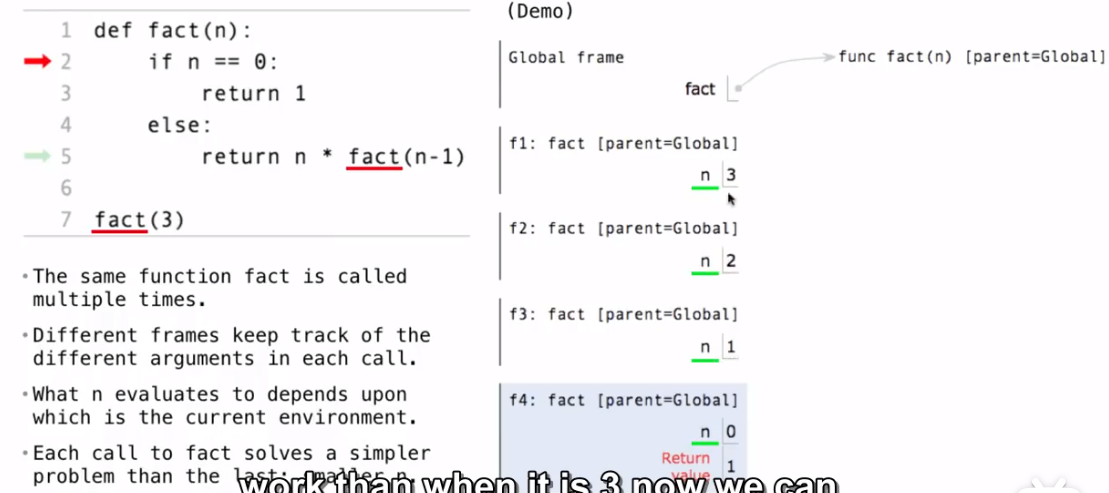 (Demo)
1 def fact(n):
2 if n == 0:
3 return 1
4 else:
5 return n * fact(n-1)
6
7 fact(3)
Global frame
fact
func fact(n) [parent=Global]
f1: fact [parent=Global]
n 3
f2: fact [parent=Global]
n 2
f3: fact [parent=Global]
n 1
f4: fact [parent=Global]
n 0
Return
value 1
•The same function fact is called
multiple times.
•Different frames keep track of the
different arguments in each call.
•What n evaluates to depends upon
which is the current environment.
•Each call to fact solves a simpler
problem than the last: smaller n.
work than when it is 3 now we can